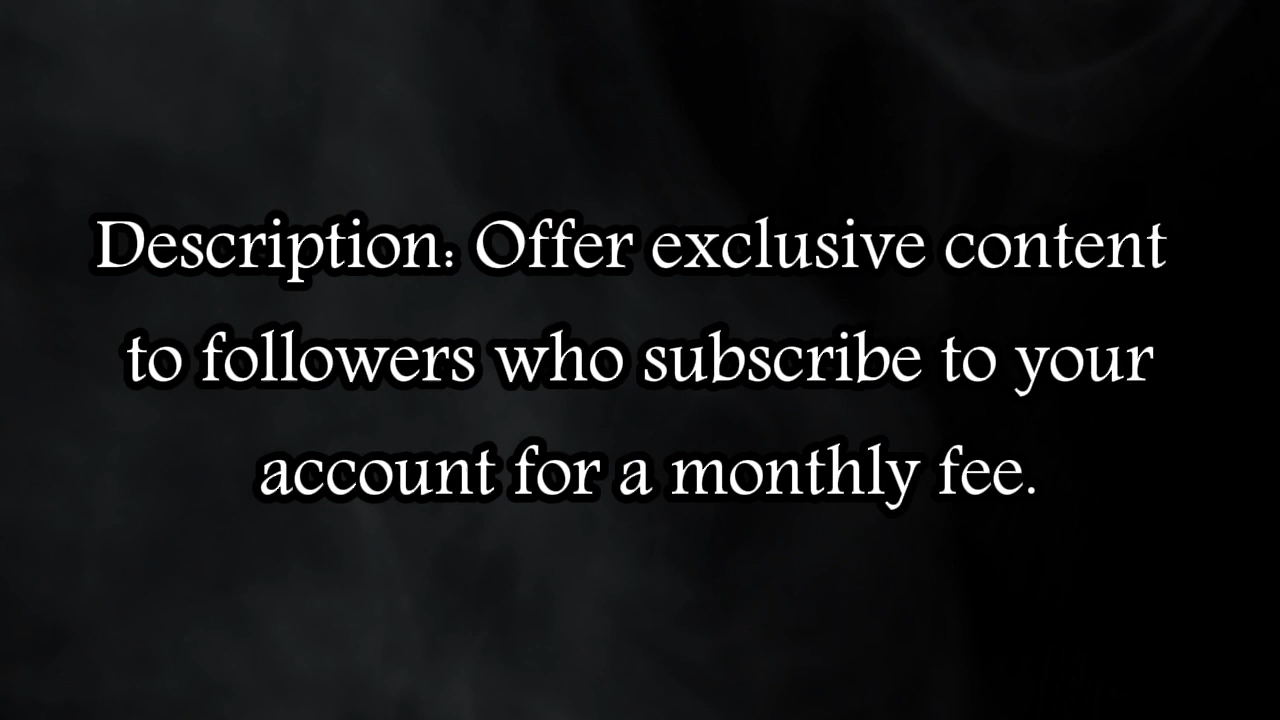 Description: Offer exclusive content
to followers who subscribe to your
account for a monthly fee.